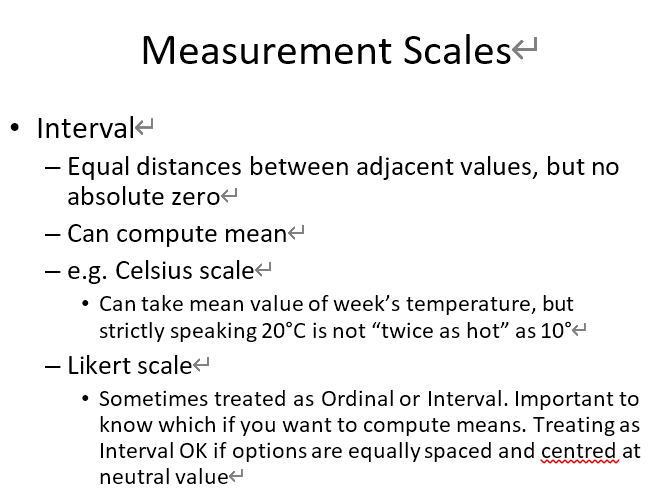 Measurement Scales↵
• Interval↵
– Equal distances between adjacent values, but no
absolute zero↵
– Can compute mean↵
– e.g. Celsius scale↵
• Can take mean value of week’s temperature, but
strictly speaking 20°C is not “twice as hot” as 10°↵
– Likert scale↵
• Sometimes treated as Ordinal or Interval. Important to
know which if you want to compute means. Treating as
Interval OK if options are equally spaced and centred at
neutral value↵